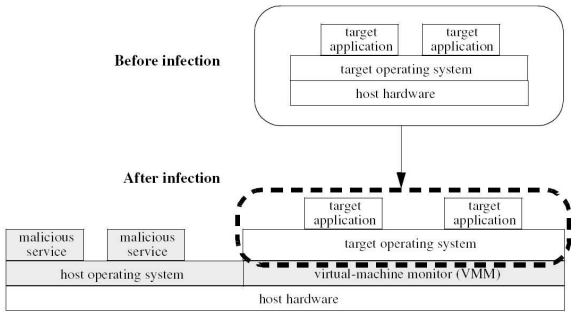 target
application
target
application
Before infection
target operating system
host hardware
After infection
target
application
target
application
malicious
service
malicious
service
target operating system
host operating system
virtual-machine monitor (VMM)
host hardware